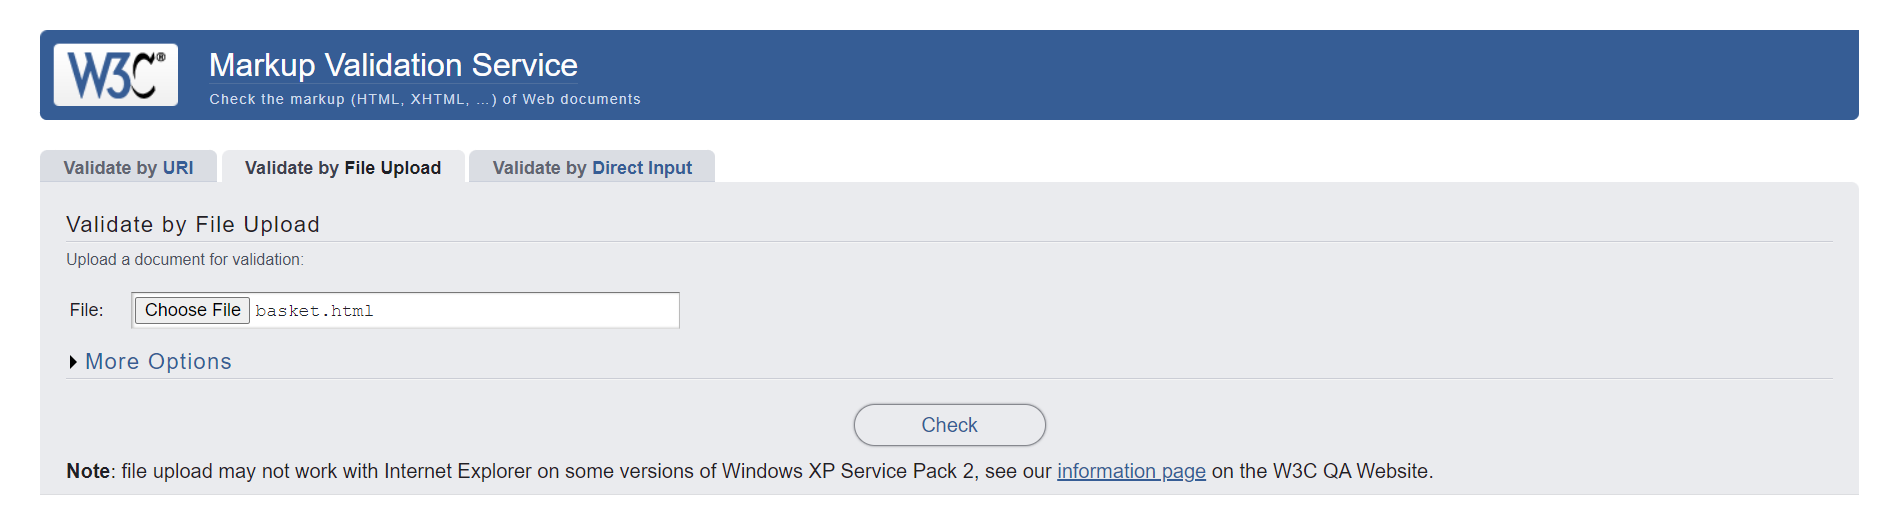 W3C®
Markup Validation Service
Check the markup (HTML, XHTML, ...) of Web documents
Validate by URI
Validate by File Upload
Validate by Direct Input
Validate by File Upload
Upload a document for validation:
File: Choose File basket.html
More Options
Check
Note: file upload may not work with Internet Explorer on some versions of Windows XP Service Pack 2, see our information page on the W3C QA Website.